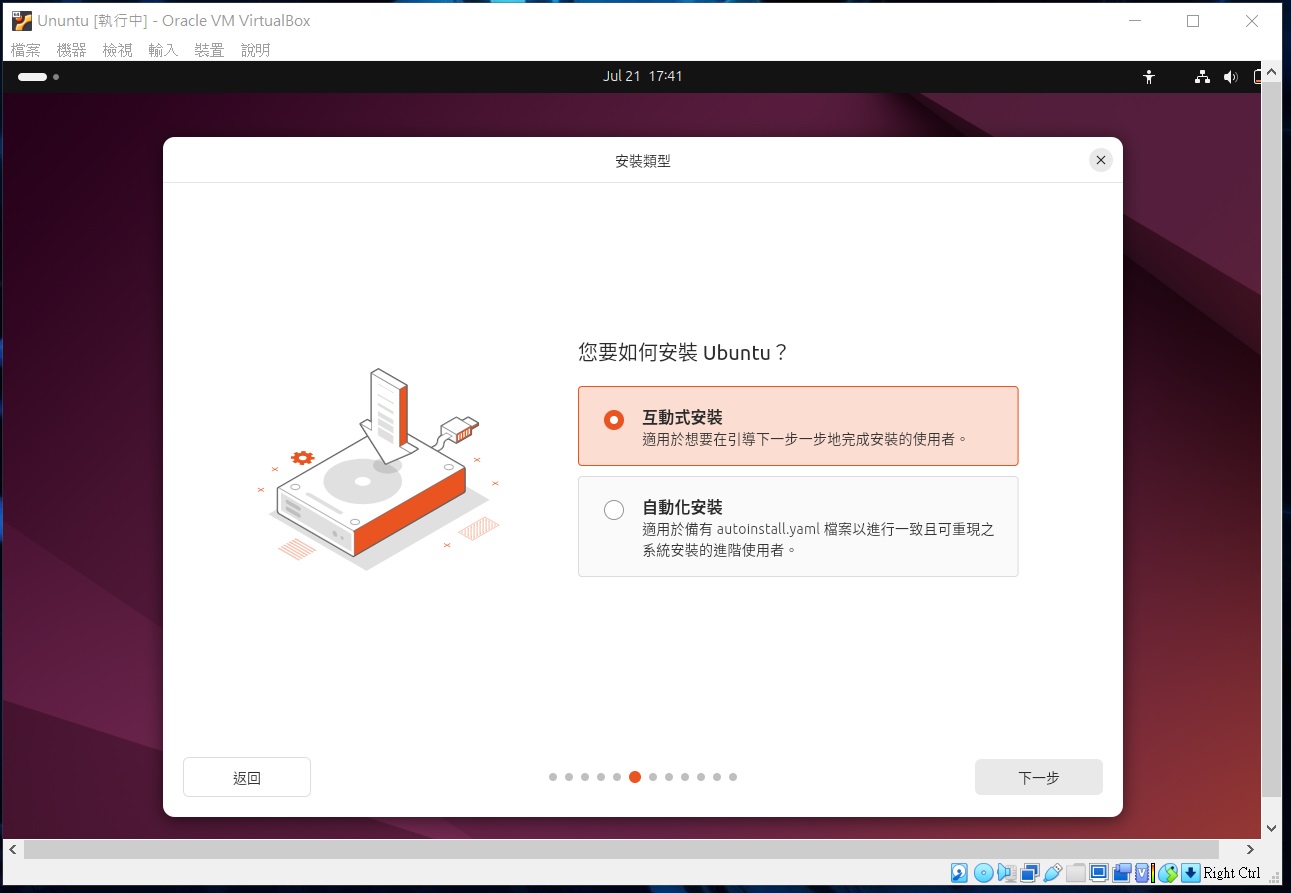 Ununtu [執行中] - Oracle VM VirtualBox
檔案 機器 檢視 輸入 裝置 說明
Jul 21 17:41
安裝類型
您要如何安裝 Ubuntu？
互動式安裝
適用於想要在引導下一步一步地完成安裝的使用者。
自動化安裝
適用於備有 autoinstall.yaml 檔案以進行一致且可重現之
系統安裝的進階使用者。
返回
下一步
Right Ctrl